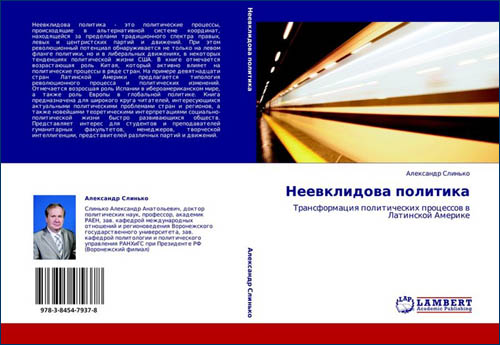 Неевклидова политика - это политические процессы,
происходящие в альтернативной системе координат,
находящейся за пределами традиционного спектра правых,
левых и центристских партий и движений. При этом
революционный потенциал обнаруживается не только на левом
фланге политики, но и в либеральных движениях, в некоторых
тенденциях политической жизни США. В книге отмечается
возрастающая роль Китая, который активно влияет на
политические процессы в ряде стран. На примере девятнадцати
стран Латинской Америки предлагается типология
революционного процесса и политических изменений.
Отмечается возросшая роль Испании в ибероамериканском мире,
а также роль Европы в глобальной политике. Книга
предназначена для широкого круга читателей, интересующихся
актуальными политическими проблемами стран и регионов, а
также новейшими теоретическими интерпретациями социально-
политической жизни быстро развивающихся обществ.
Представляет интерес для студентов и преподавателей
гуманитарных факультетов, менеджеров, творческой
интеллигенции, представителей различных партий и движений.
Александр Слинько
Слинько Александр Анатольевич, доктор
политических наук, профессор, академик
РАЕН, зав. кафедрой международных
отношений и регионоведения Воронежского
государственного университета, зав.
кафедрой политологии и политического
управления РАНХиГС при Президенте РФ
(Воронежский филиал)
978-3-8454-7937-8
Неевклидова политика
Александр Слинько
Александр Слинько
Неевклидова политика
Трансформация политических процессов в
Латинской Америке
LAP LAMBERT
Academic Publishing